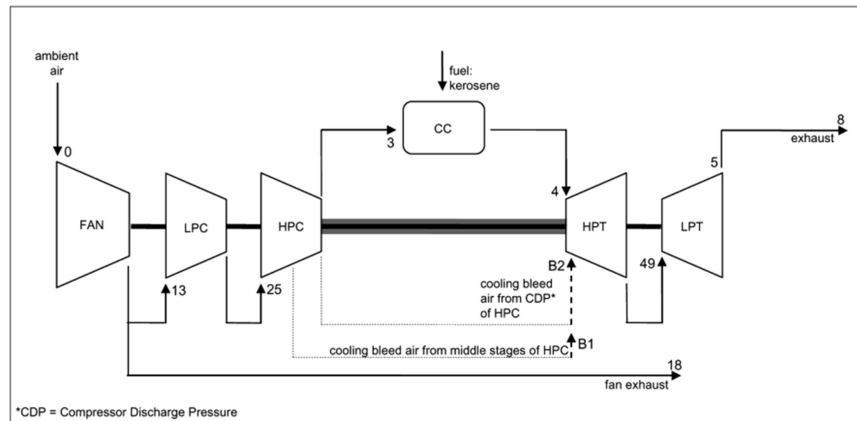 ambient
air
0
FAN
13
LPC
25
HPC
3
fuel:
kerosene
CC
4
HPT
49
LPT
5
8
exhaust
B2
cooling bleed
air from CDP*
of HPC
B1
cooling bleed air from middle stages of HPC
18
fan exhaust
*CDP = Compressor Discharge Pressure